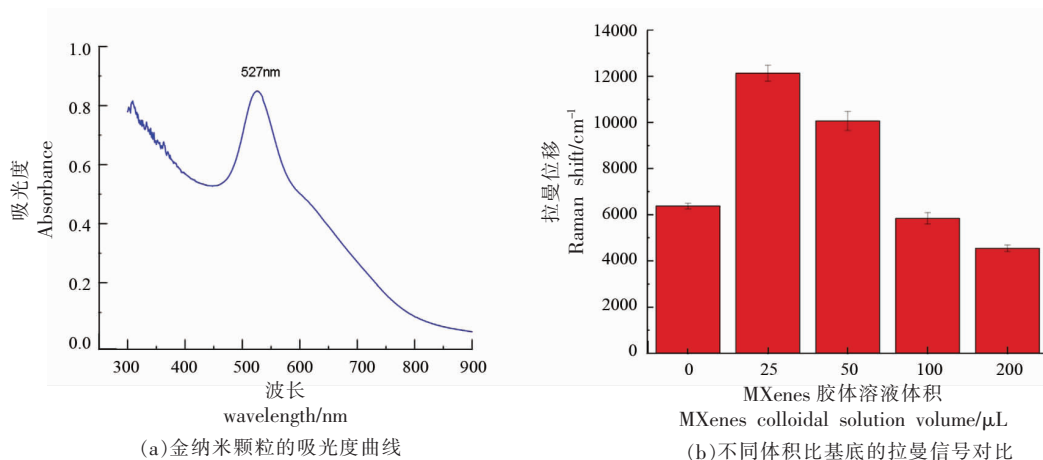 1.0
0.8
0.6
0.4
0.2
0.0
527nm
吸光度
Absorbance
300 400 500 600 700 800 900
波长
wavelength/nm
(a)金纳米颗粒的吸光度曲线
14000
12000
10000
8000
6000
4000
2000
0
拉曼位移
Raman shift/cm⁻¹
0 25 50 100 200
MXenes 胶体溶液体积
MXenes colloidal solution volume/μL
(b)不同体积比基底的拉曼信号对比